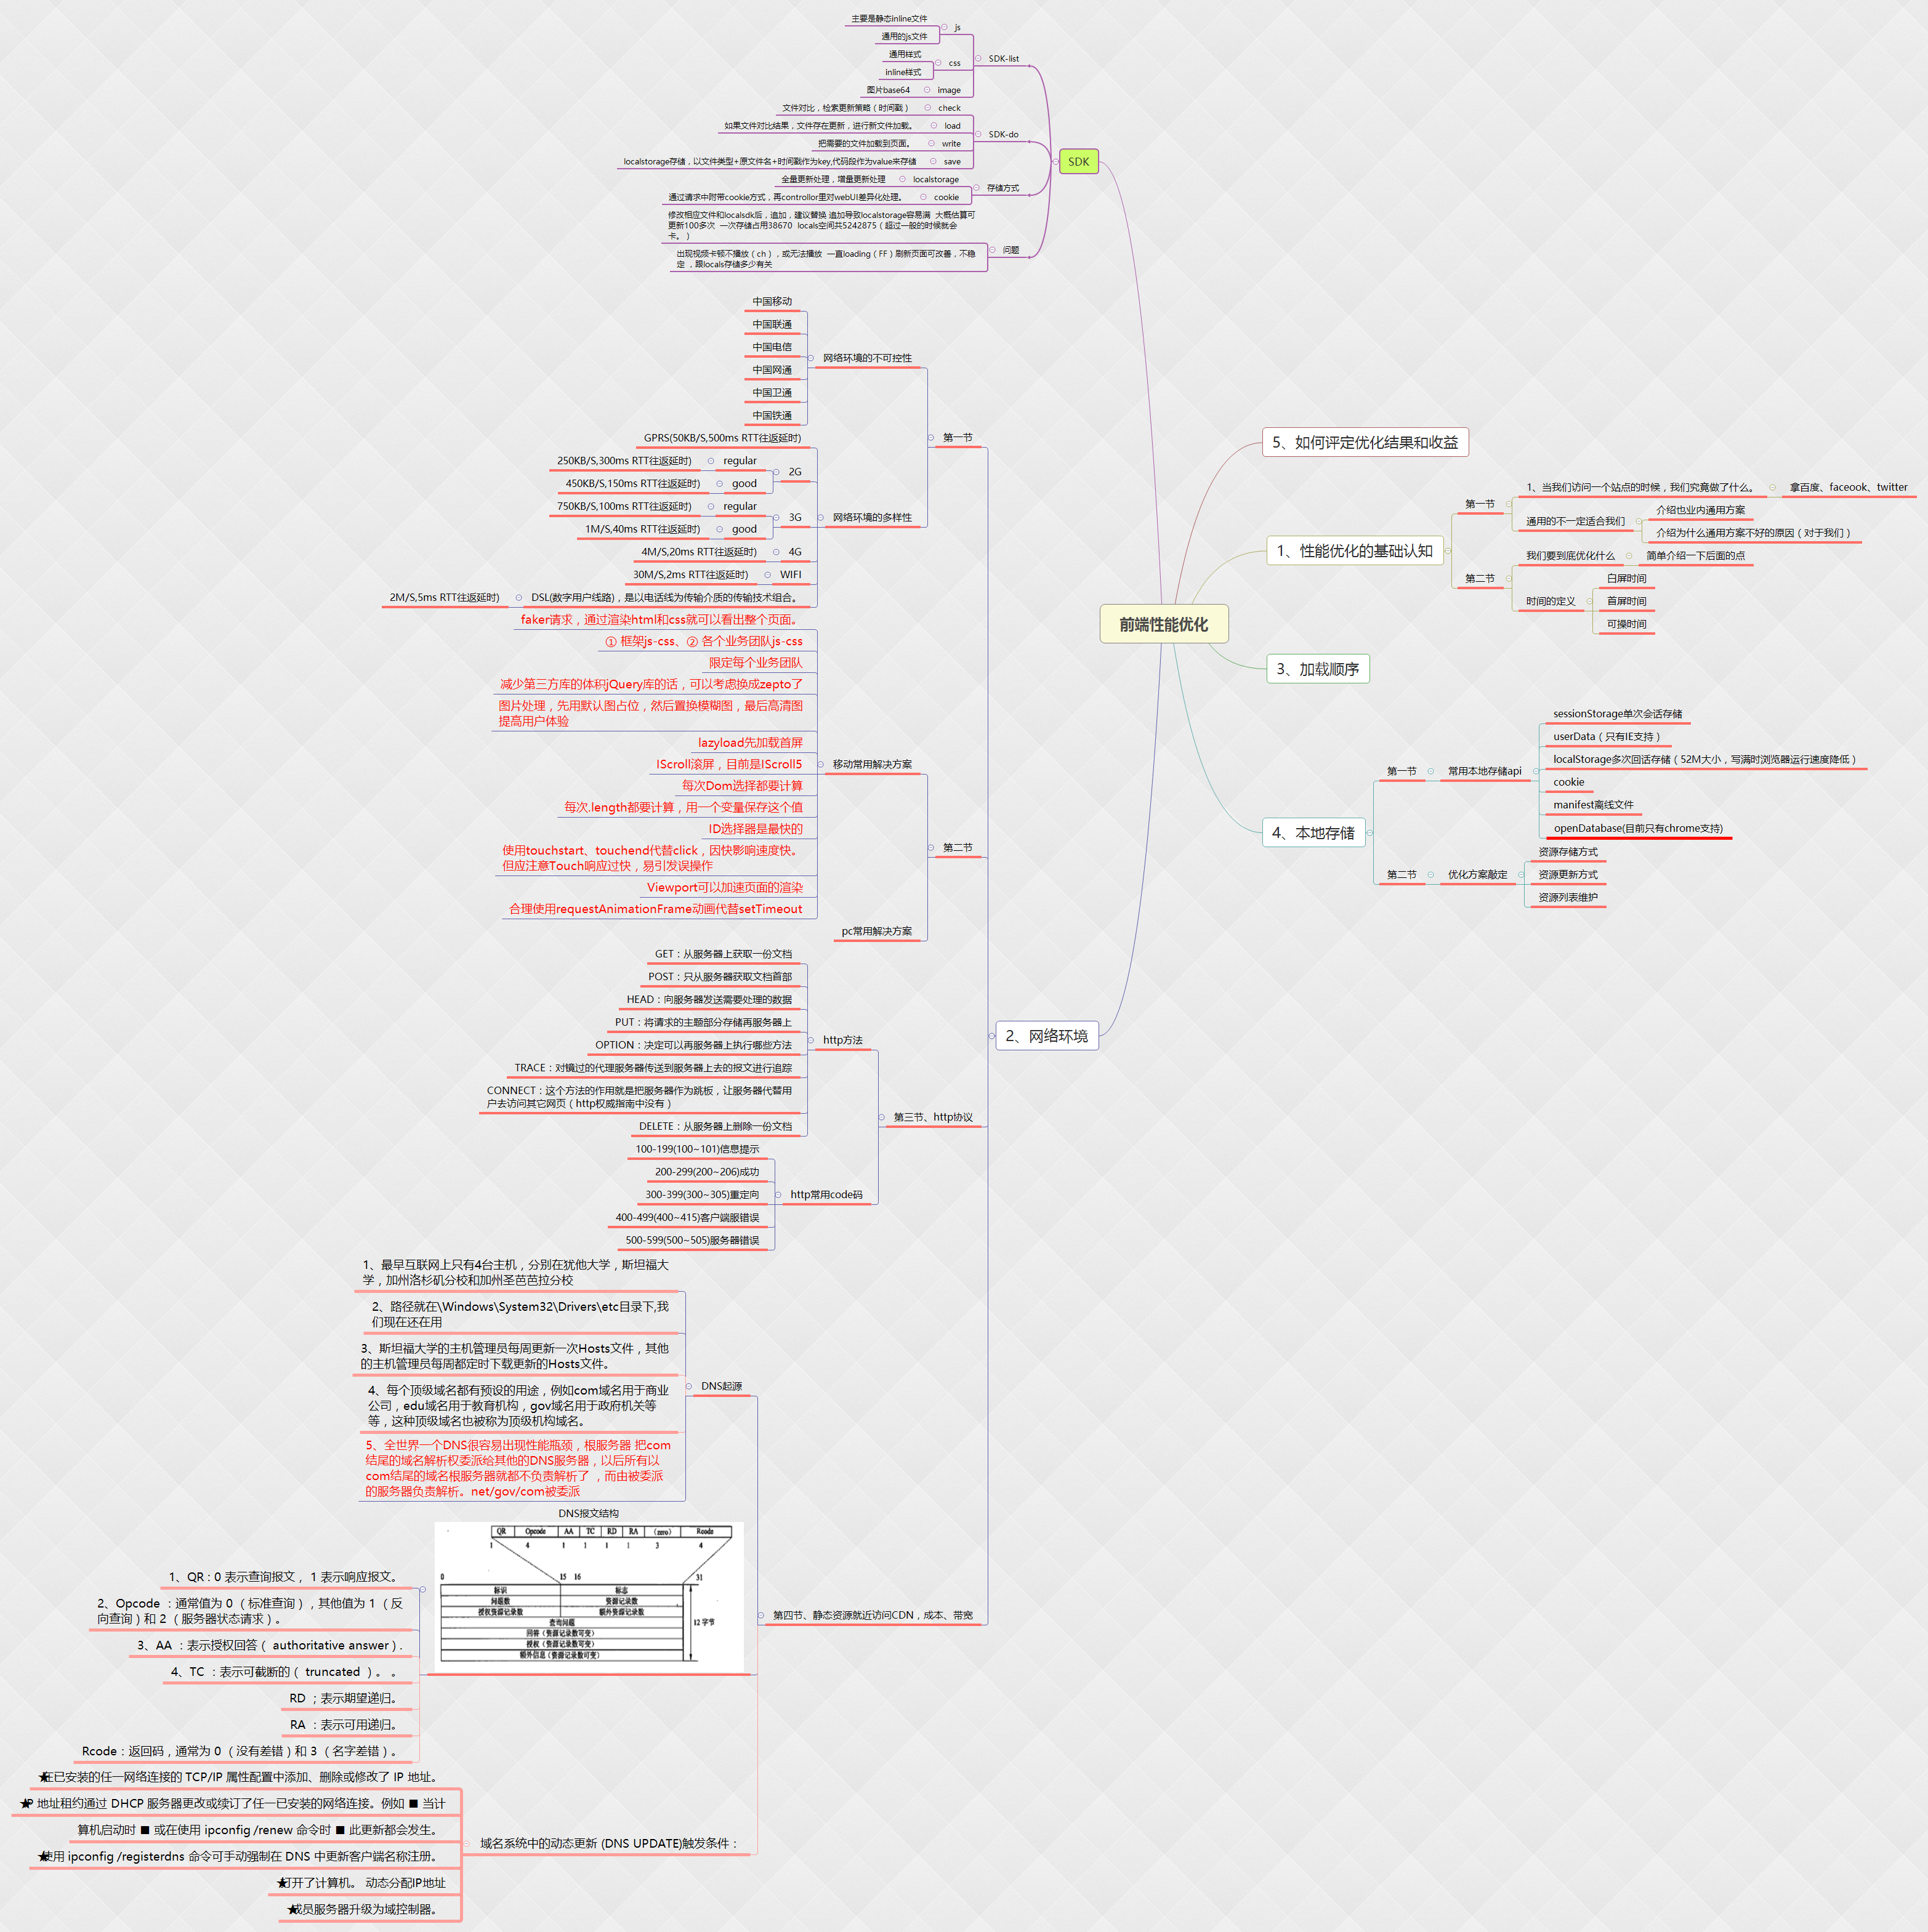 前端性能优化
SDK
SDK-list
js
主要是静态inline文件
通用的js文件
css
通用样式
inline样式
image
图片base64
SDK-do
check
文件对比，检索更新策略（时间戳）
load
如果文件对比结果，文件存在更新，进行新文件加载。
write
把需要的文件加载到页面。
save
localstorage存储，以文件类型+原文件名+时间戳作为key,代码段作为value来存储
存储方式
localstorage
全量更新处理，增量更新处理
cookie
通过请求中附带cookie方式，再controllor里对webUI差异化处理。
问题
修改相应文件和localsdk后，追加，建议替换 追加导致localstorage容易满 大概估算可
更新100多次 一次存储占用38670 locals空间共5242875（超过一般的时候就会
卡。）
出现视频卡顿不播放（ch），或无法播放 一直loading（FF）刷新页面可改善，不稳
定 ，跟locals存储多少有关
5、如何评定优化结果和收益
1、性能优化的基础认知
第一节
1、当我们访问一个站点的时候，我们究竟做了什么。
拿百度、faceook、twitter
通用的不一定适合我们
介绍也业内通用方案
介绍为什么通用方案不好的原因（对于我们）
第二节
我们要到底优化什么
简单介绍一下后面的点
时间的定义
白屏时间
首屏时间
可操时间
3、加载顺序
4、本地存储
第一节
常用本地存储api
sessionStorage单次会话存储
userData（只有IE支持）
localStorage多次回话存储（52M大小，写满时浏览器运行速度降低）
cookie
manifest离线文件
openDatabase(目前只有chrome支持)
第二节
优化方案敲定
资源存储方式
资源更新方式
资源列表维护
2、网络环境
第一节
网络环境的不可控性
中国移动
中国联通
中国电信
中国网通
中国卫通
中国铁通
网络环境的多样性
GPRS(50KB/S,500ms RTT往返延时)
2G
regular
250KB/S,300ms RTT往返延时)
good
450KB/S,150ms RTT往返延时)
3G
regular
750KB/S,100ms RTT往返延时)
good
1M/S,40ms RTT往返延时)
4G
4M/S,20ms RTT往返延时)
WIFI
30M/S,2ms RTT往返延时)
DSL(数字用户线路)，是以电话线为传输介质的传输技术组合。
2M/S,5ms RTT往返延时)
第二节
移动常用解决方案
faker请求，通过渲染html和css就可以看出整个页面。
① 框架js-css、② 各个业务团队js-css
限定每个业务团队
减少第三方库的体积jQuery库的话，可以考虑换成zepto了
图片处理，先用默认图占位，然后置换模糊图，最后高清图
提高用户体验
lazyload先加载首屏
IScroll滚屏，目前是IScroll5
每次Dom选择都要计算
每次.length都要计算，用一个变量保存这个值
ID选择器是最快的
使用touchstart、touchend代替click，因快影响速度快。
但应注意Touch响应过快，易引发误操作
Viewport可以加速页面的渲染
合理使用requestAnimationFrame动画代替setTimeout
pc常用解决方案
第三节、http协议
http方法
GET：从服务器上获取一份文档
POST：只从服务器获取文档首部
HEAD：向服务器发送需要处理的数据
PUT：将请求的主题部分存储再服务器上
OPTION：决定可以再服务器上执行哪些方法
TRACE：对镜过的代理服务器传送到服务器上去的报文进行追踪
CONNECT：这个方法的作用就是把服务器作为跳板，让服务器代替用
户去访问其它网页（http权威指南中没有）
DELETE：从服务器上删除一份文档
http常用code码
100-199(100~101)信息提示
200-299(200~206)成功
300-399(300~305)重定向
400-499(400~415)客户端服错误
500-599(500~505)服务器错误
第四节、静态资源就近访问CDN，成本、带宽
DNS起源
1、最早互联网上只有4台主机，分别在犹他大学，斯坦福大
学，加州洛杉矶分校和加州圣芭芭拉分校
2、路径就在\Windows\System32\Drivers\etc目录下,我
们现在还在用
3、斯坦福大学的主机管理员每周更新一次Hosts文件，其他
的主机管理员每周都定时下载更新的Hosts文件。
4、每个顶级域名都有预设的用途，例如com域名用于商业
公司，edu域名用于教育机构，gov域名用于政府机关等
等，这种顶级域名也被称为顶级机构域名。
5、全世界一个DNS很容易出现性能瓶颈，根服务器 把com
结尾的域名解析权委派给其他的DNS服务器，以后所有以
com结尾的域名根服务器就都不负责解析了 ，而由被委派
的服务器负责解析。net/gov/com被委派
DNS报文结构
QR Opcode AA TC RD RA (zero) Rcode
1 4 1 1 1 1 3 4
0 15 16 31
标识 标志
问题数 资源记录数
授权资源记录数 额外资源记录数
查询问题
回答（资源记录数可变）
授权（资源记录数可变）
额外信息（资源记录数可变）
12 字节
1、QR : 0 表示查询报文， 1 表示响应报文。
2、Opcode ：通常值为 0 （ 标准查询），其他值为 1 （ 反
向查询）和 2 （ 服务器状态请求）。
3、AA ：表示授权回答（ authoritative answer）.
4、TC ：表示可截断的（ truncated ）。 。
RD ；表示期望递归。
RA ：表示可用递归。
Rcode：返回码，通常为 0 （ 没有差错）和 3 （ 名字差错）。
域名系统中的动态更新 (DNS UPDATE)触发条件：
★在已安装的任一网络连接的 TCP/IP 属性配置中添加、删除或修改了 IP 地址。
★IP 地址租约通过 DHCP 服务器更改或续订了任一已安装的网络连接。例如 ■ 当计
算机启动时 ■ 或在使用 ipconfig /renew 命令时 ■ 此更新都会发生。
★使用 ipconfig /registerdns 命令可手动强制在 DNS 中更新客户端名称注册。
★打开了计算机。 动态分配IP地址
★成员服务器升级为域控制器。